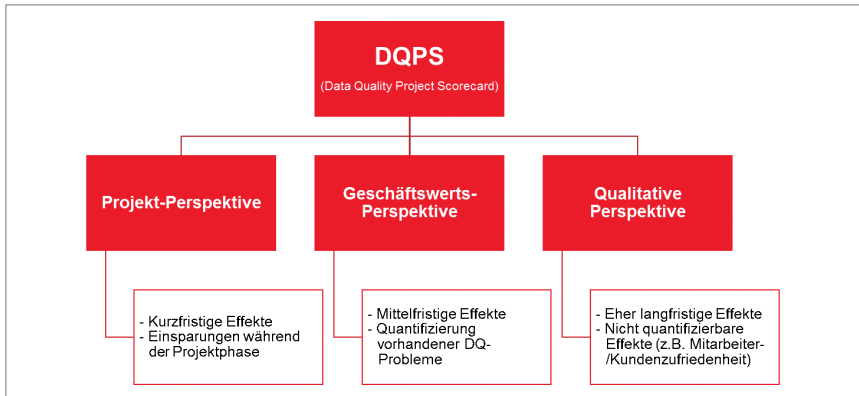 DQPS
(Data Quality Project Scorecard)
Projekt-Perspektive
Geschäftswerts-
Perspektive
Qualitative
Perspektive
- Kurzfristige Effekte
- Einsparungen während
der Projektphase
- Mittelfristige Effekte
- Quantifizierung
vorhandener DQ-
Probleme
- Eher langfristige Effekte
- Nicht quantifizierbare
Effekte (z.B. Mitarbeiter-
/Kundenzufriedenheit)